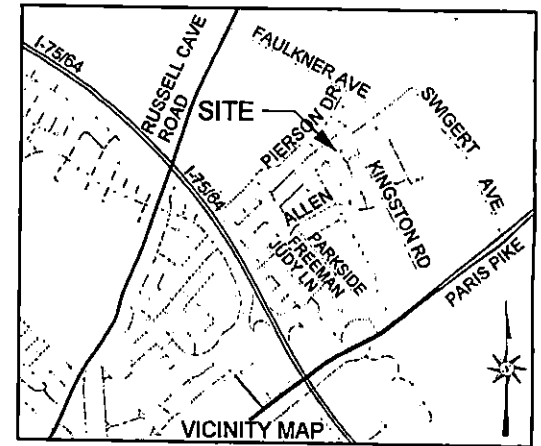 I-75/64
RUSSELL CAVE
ROAD
FAULKNER AVE
SITE
PIERSON DR
SWIGERT
AVE
I-75/64
ALLEN
KINGSTON RD
PARKSIDE
FREEMAN
JUDY LN
PARIS PIKE
VICINITY MAP